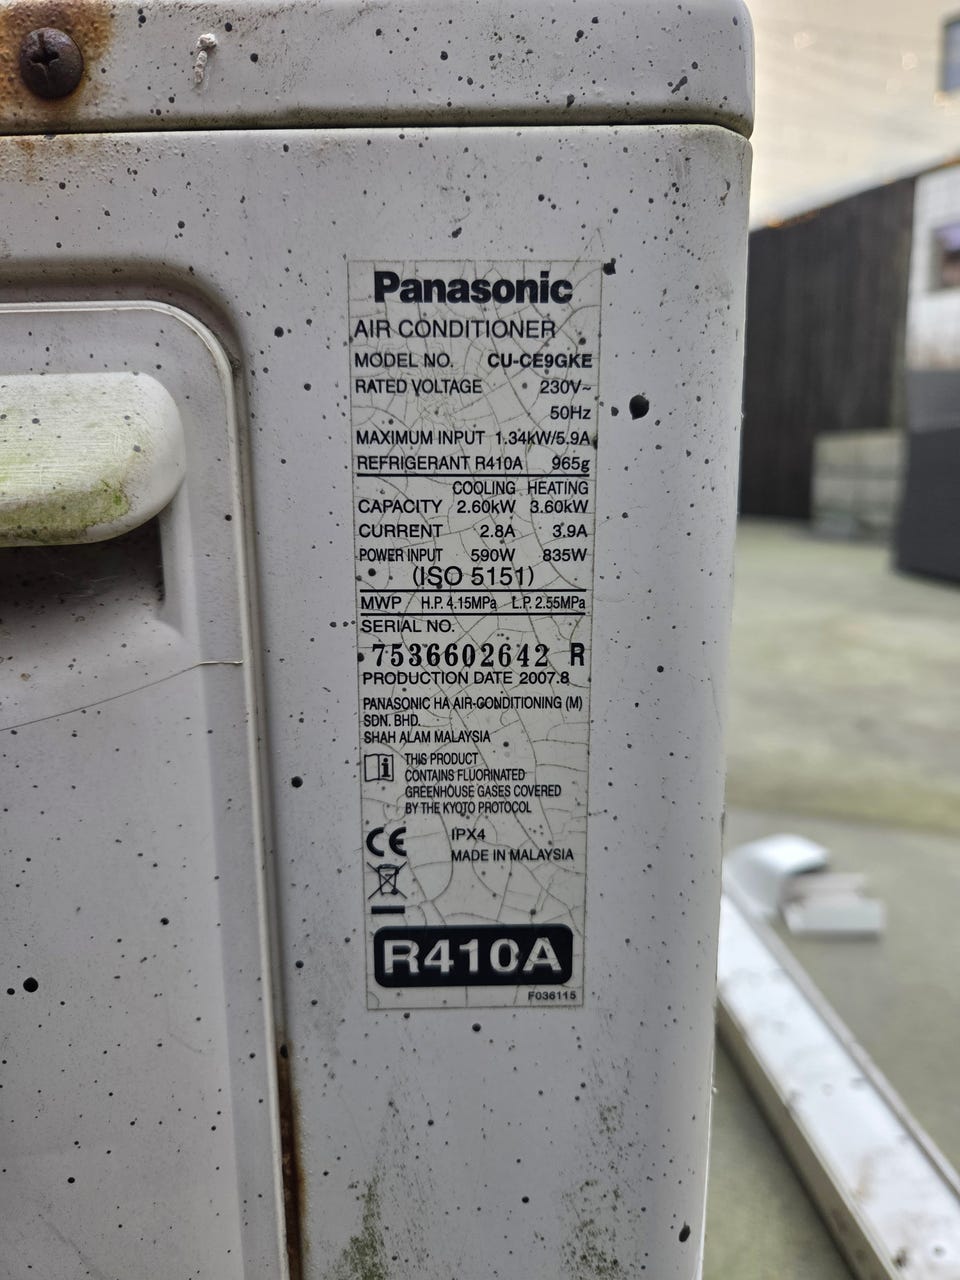 Panasonic
AIR CONDITIONER
MODEL NO. CU-CE9GKE
RATED VOLTAGE 230V~
50Hz
MAXIMUM INPUT 1.34kW/5.9A
REFRIGERANT R410A 965g
COOLING HEATING
CAPACITY 2.60kW 3.60kW
CURRENT 2.8A 3.9A
POWER INPUT 590W 835W
(ISO 5151)
MWP H.P. 4.15MPa L.P. 2.55MPa
SERIAL NO.
7536602642 R
PRODUCTION DATE 2007.8
PANASONIC HA AIR-CONDITIONING (M)
SDN. BHD.
SHAH ALAM MALAYSIA
THIS PRODUCT
CONTAINS FLUORINATED
GREENHOUSE GASES COVERED
BY THE KYOTO PROTOCOL
CE IPX4
MADE IN MALAYSIA
R410A
F036115